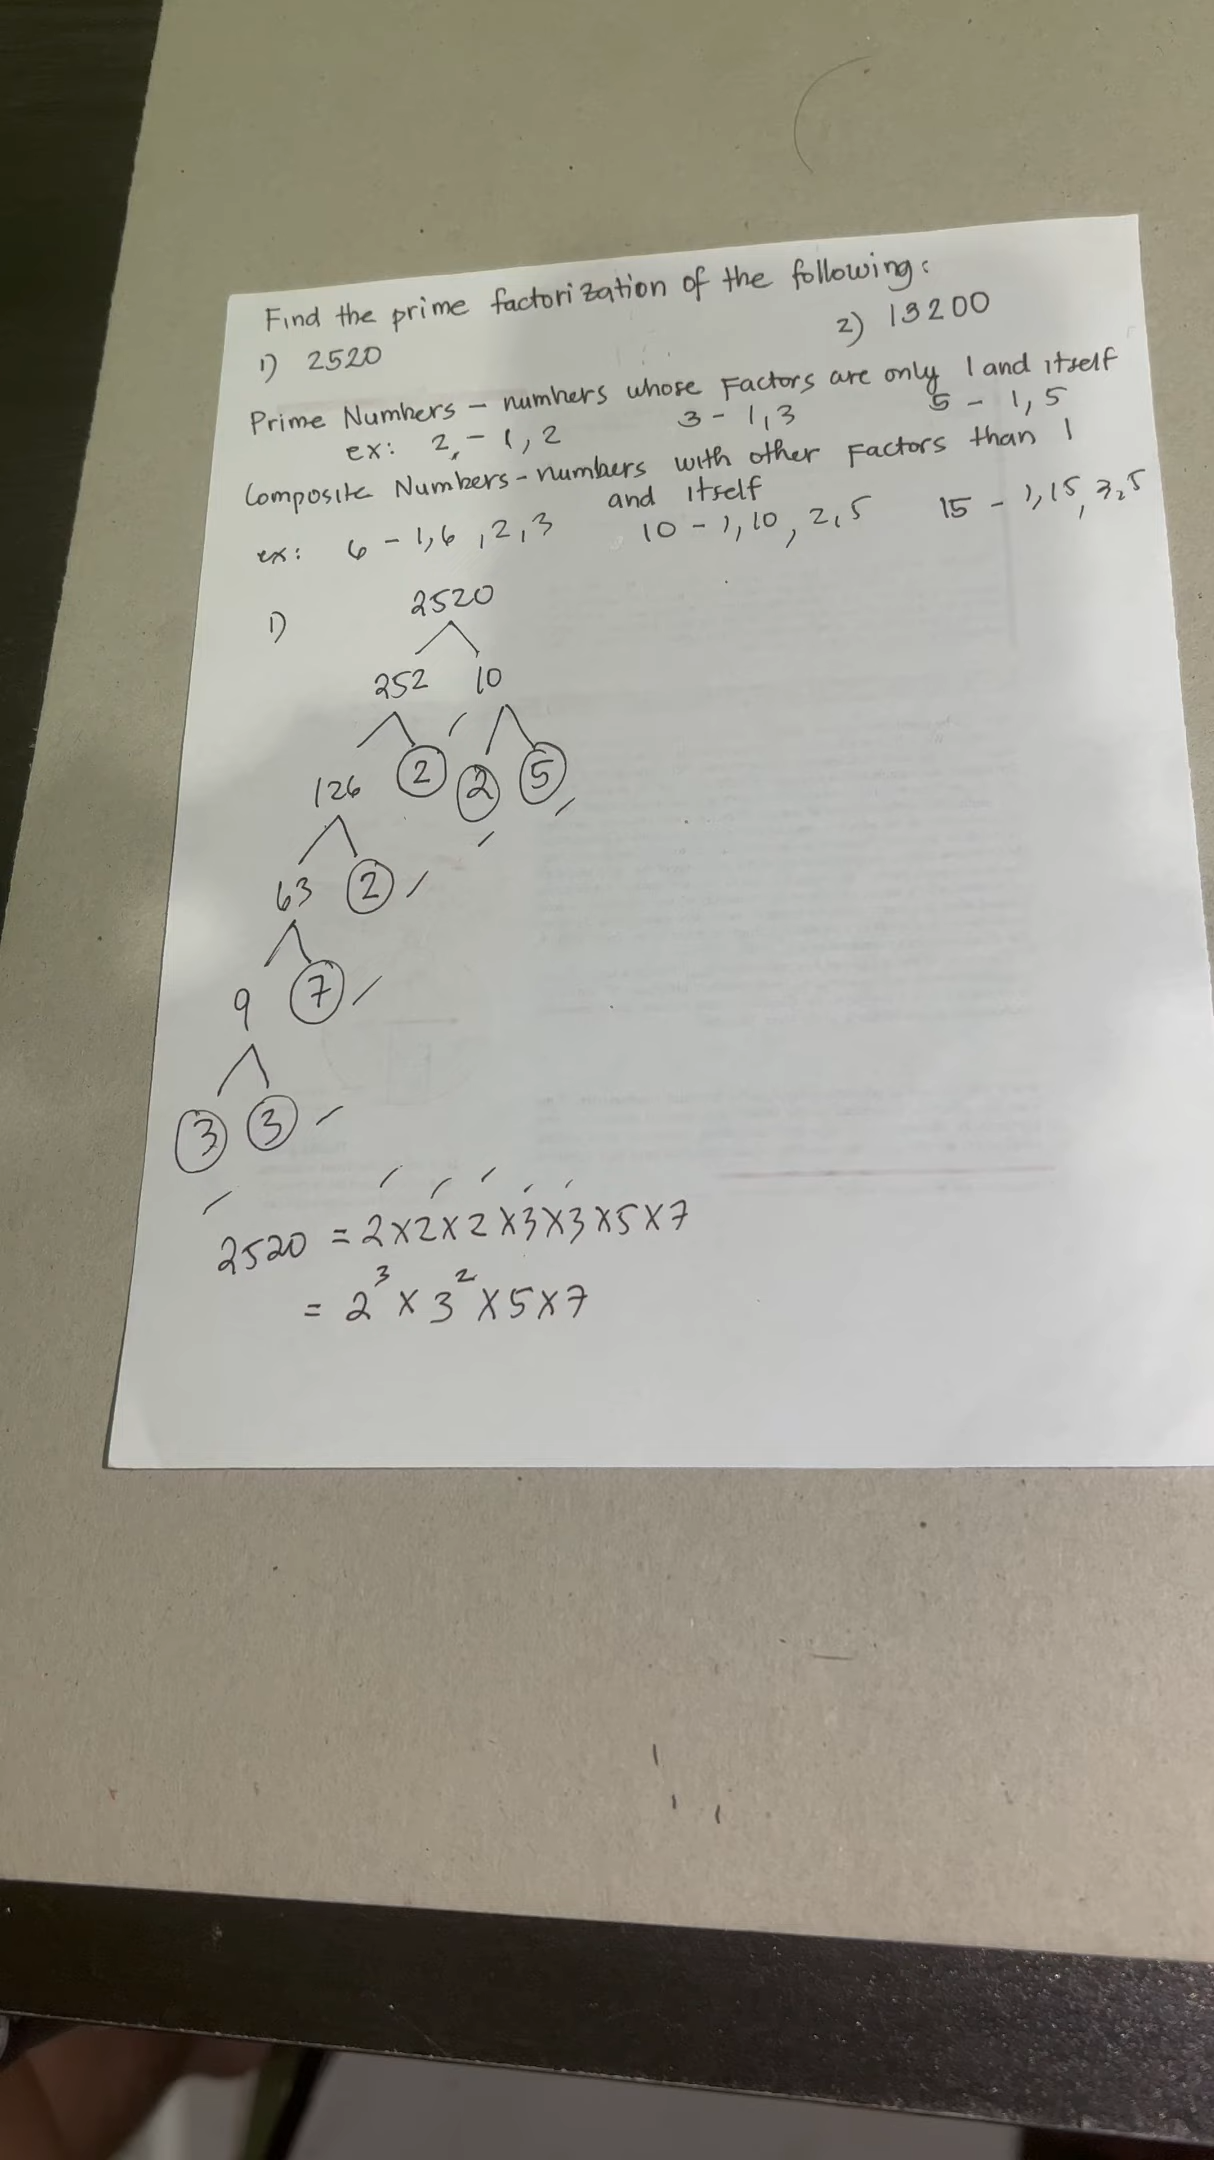 Find the prime factorization of the following:
1) 2520 2) 13200
Prime Numbers - numbers whose Factors are only 1 and itself
ex: 2, - 1, 2 3 - 1, 3 5 - 1, 5
Composite Numbers - numbers with other Factors than 1
and itself
ex: 6 - 1, 6, 2, 3 10 - 1, 10, 2, 5 15 - 1, 15, 3, 5
1) 2520
252 10
126 2 2 5
63 2
9 7
3 3
2520 = 2 x 2 x 2 x 3 x 3 x 5 x 7
= 2³ x 3² x 5 x 7